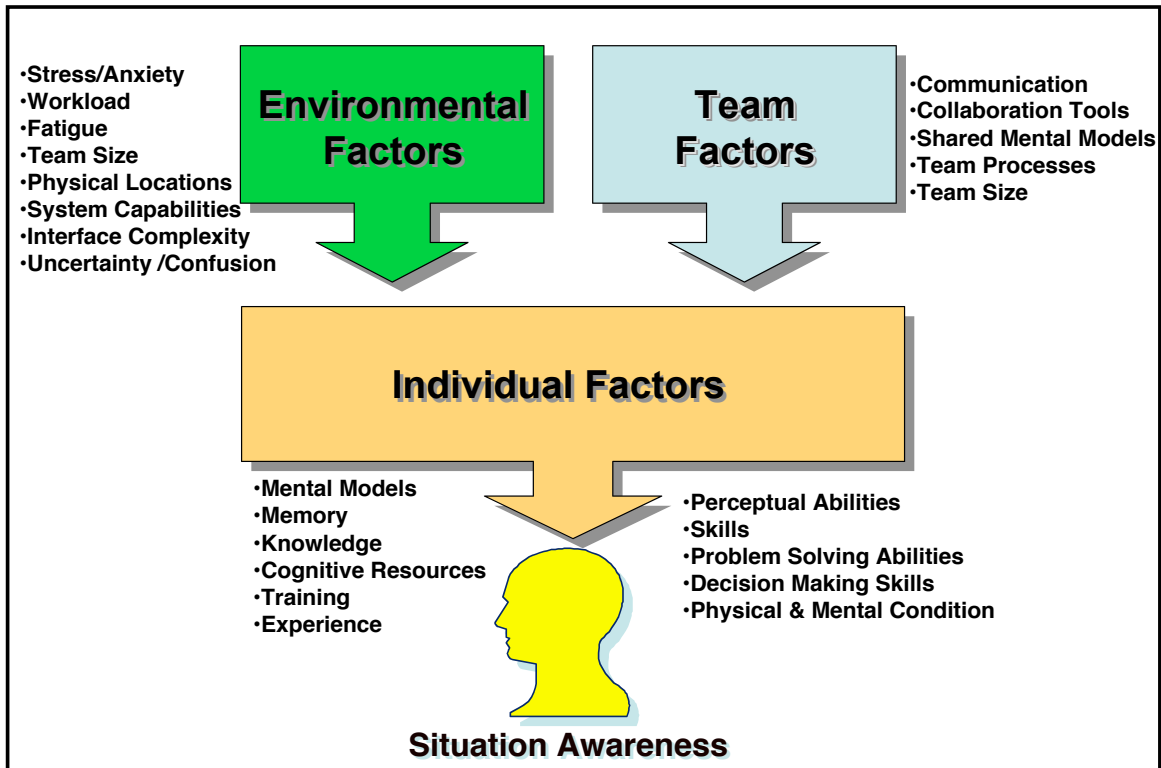 •Stress/Anxiety
•Workload
•Fatigue
•Team Size
•Physical Locations
•System Capabilities
•Interface Complexity
•Uncertainty /Confusion
Environmental
Factors
Team
Factors
•Communication
•Collaboration Tools
•Shared Mental Models
•Team Processes
•Team Size
Individual Factors
•Mental Models
•Memory
•Knowledge
•Cognitive Resources
•Training
•Experience
•Perceptual Abilities
•Skills
•Problem Solving Abilities
•Decision Making Skills
•Physical & Mental Condition
Situation Awareness